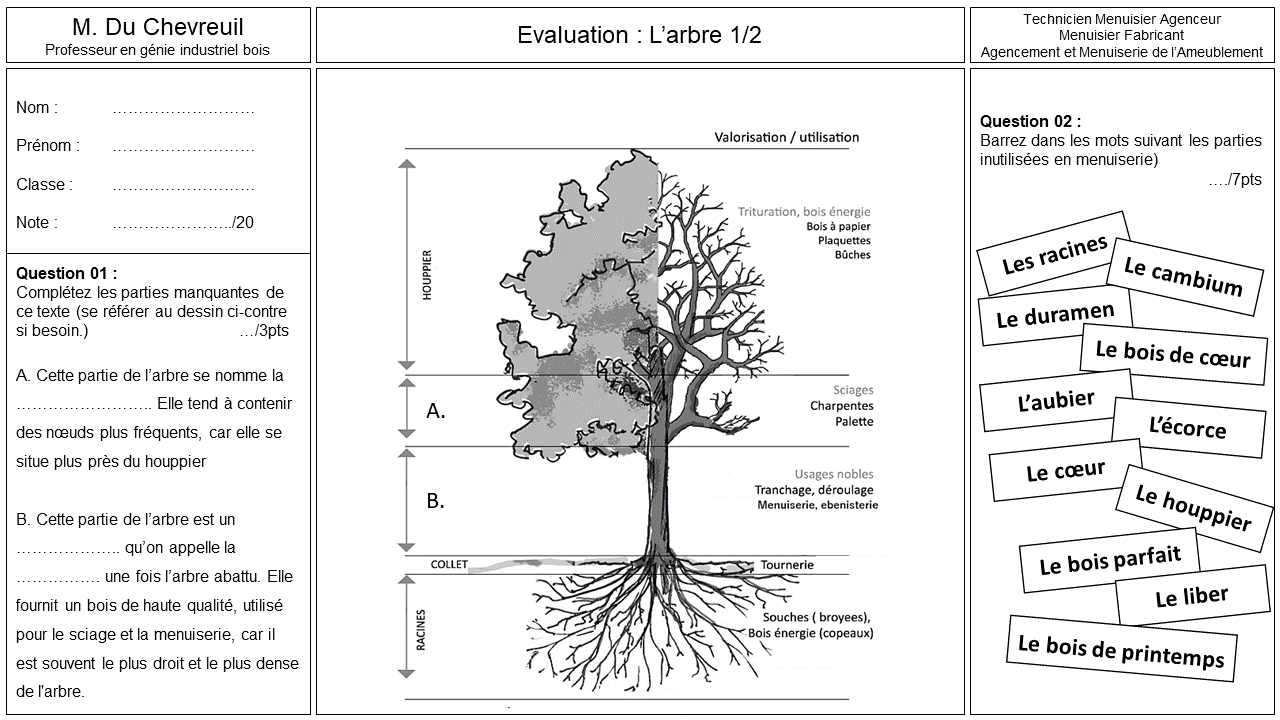 M. Du Chevreuil
Professeur en génie industriel bois
Evaluation : L’arbre 1/2
Technicien Menuisier Agenceur
Menuisier Fabricant
Agencement et Menuiserie de l’Ameublement
Nom : ………………………
Prénom : ………………………
Classe : ………………………
Note : …………………../20
Question 01 :
Complétez les parties manquantes de
ce texte (se référer au dessin ci-contre
si besoin.) …/3pts
A. Cette partie de l’arbre se nomme la
…………………….. Elle tend à contenir
des nœuds plus fréquents, car elle se
situe plus près du houppier
B. Cette partie de l’arbre est un
……………….. qu’on appelle la
……………. une fois l’arbre abattu. Elle
fournit un bois de haute qualité, utilisé
pour le sciage et la menuiserie, car il
est souvent le plus droit et le plus dense
de l'arbre.
Valorisation / utilisation
HOUPPIER
Trituration, bois énergie
Bois à papier
Plaquettes
Bûches
A.
Sciages
Charpentes
Palette
B.
Usages nobles
Tranchage, déroulage
Menuiserie, ebenisterie
COLLET
Tournerie
RACINES
Souches ( broyees),
Bois énergie (copeaux)
Question 02 :
Barrez dans les mots suivant les parties
inutilisées en menuiserie)
…./7pts
Les racines
Le cambium
Le duramen
Le bois de cœur
L’aubier
L’écorce
Le cœur
Le houppier
Le bois parfait
Le liber
Le bois de printemps